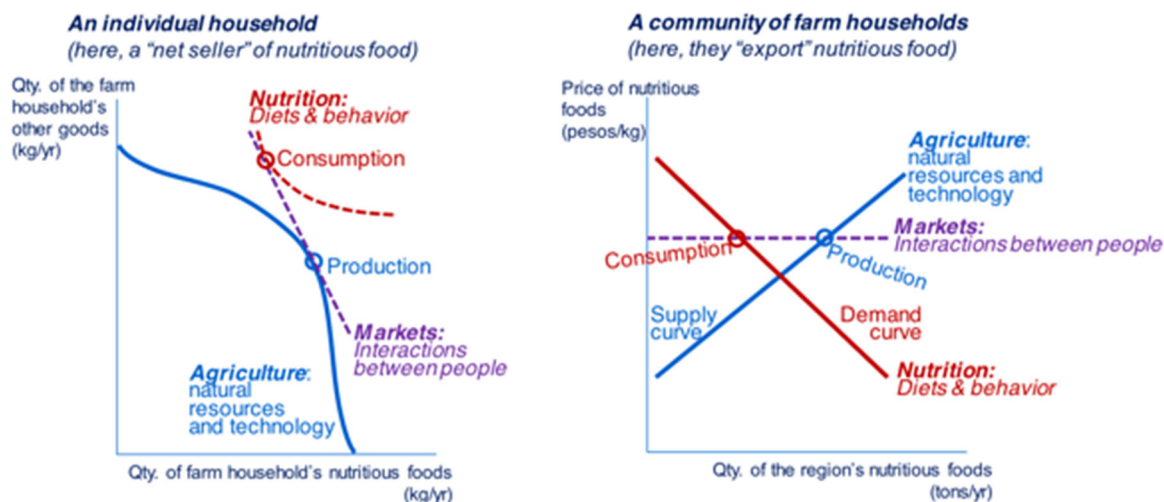 An individual household
(here, a “net seller” of nutritious food)
Qty. of the farm
household’s
other goods
(kg/yr)
Nutrition:
Diets & behavior
Consumption
Production
Markets:
Interactions
between people
Agriculture:
natural
resources
and technology
Qty. of farm household’s nutritious foods
(kg/yr)
A community of farm households
(here, they “export” nutritious food)
Price of nutritious
foods
(pesos/kg)
Agriculture:
natural
resources and
technology
Markets:
Interactions between people
Consumption
Production
Supply
curve
Demand
curve
Nutrition:
Diets & behavior
Qty. of the region’s nutritious foods
(tons/yr)